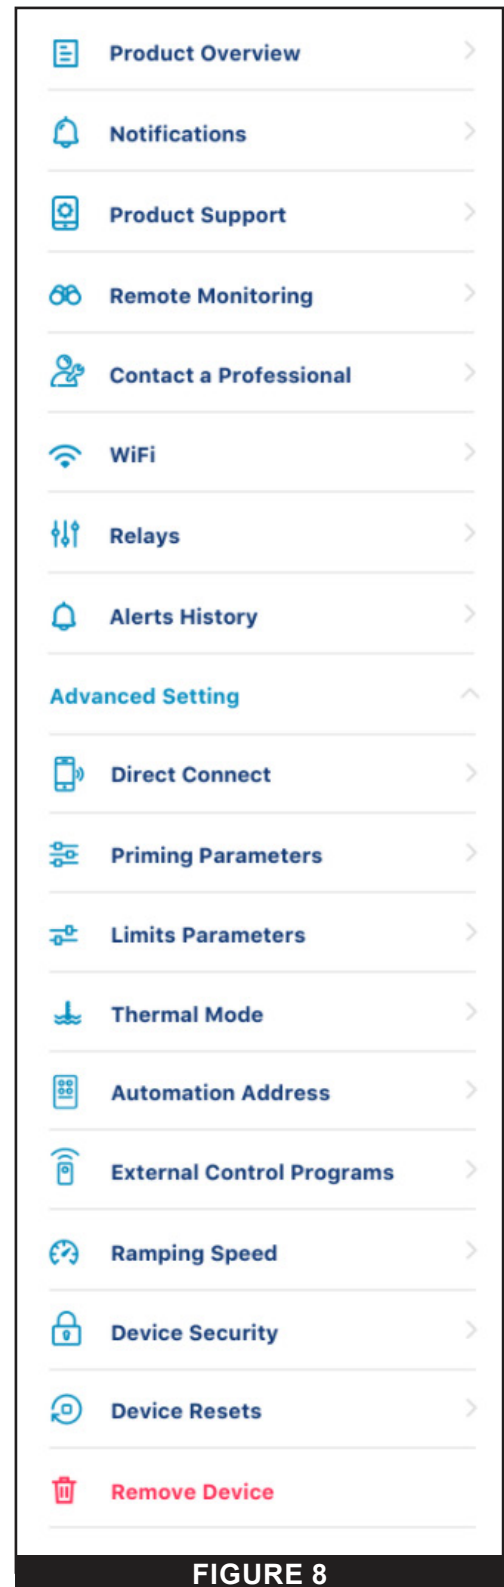 Product Overview
Notifications
Product Support
Remote Monitoring
Contact a Professional
WiFi
Relays
Alerts History
Advanced Setting
Direct Connect
Priming Parameters
Limits Parameters
Thermal Mode
Automation Address
External Control Programs
Ramping Speed
Device Security
Device Resets
Remove Device
FIGURE 8